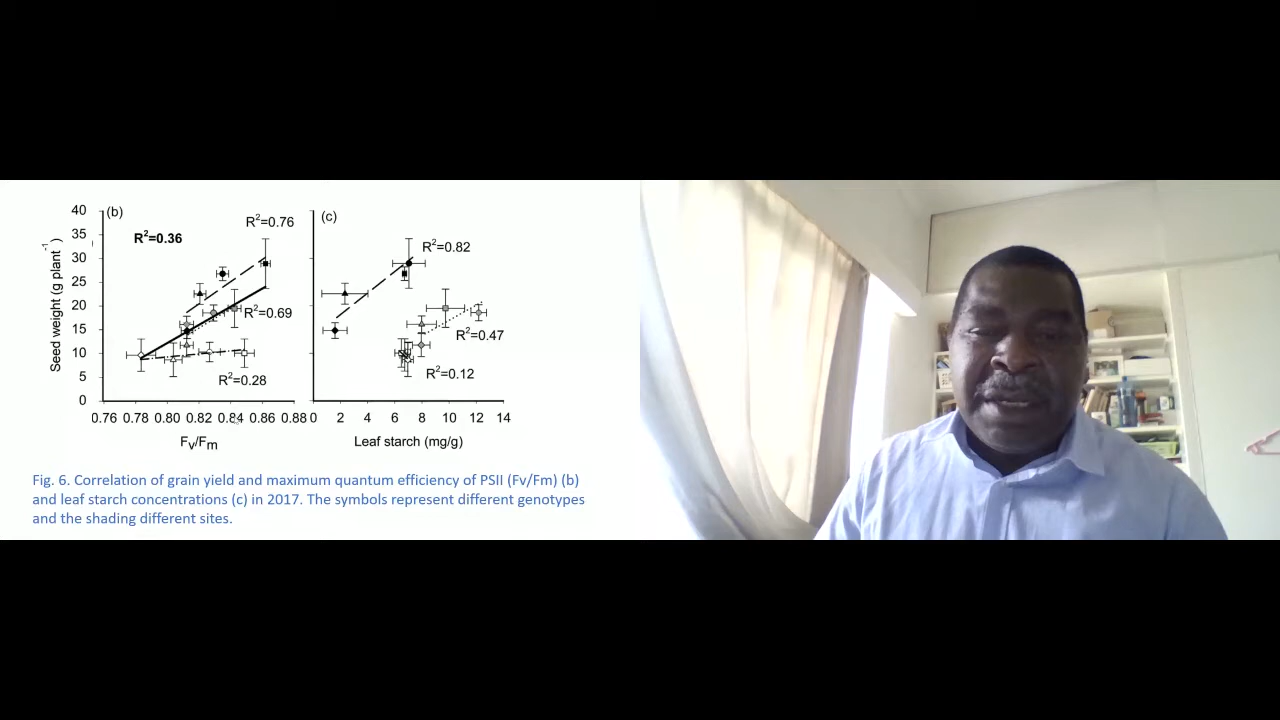 (b)
(c)
R²=0.76
R²=0.36
R²=0.82
R²=0.69
R²=0.47
R²=0.28
R²=0.12
Seed weight (g plant⁻¹)
40
35
30
25
20
15
10
5
0
0.76 0.78 0.80 0.82 0.84 0.86 0.88
0 2 4 6 8 10 12 14
Fv/Fm
Leaf starch (mg/g)
Fig. 6. Correlation of grain yield and maximum quantum efficiency of PSII (Fv/Fm) (b)
and leaf starch concentrations (c) in 2017. The symbols represent different genotypes
and the shading different sites.